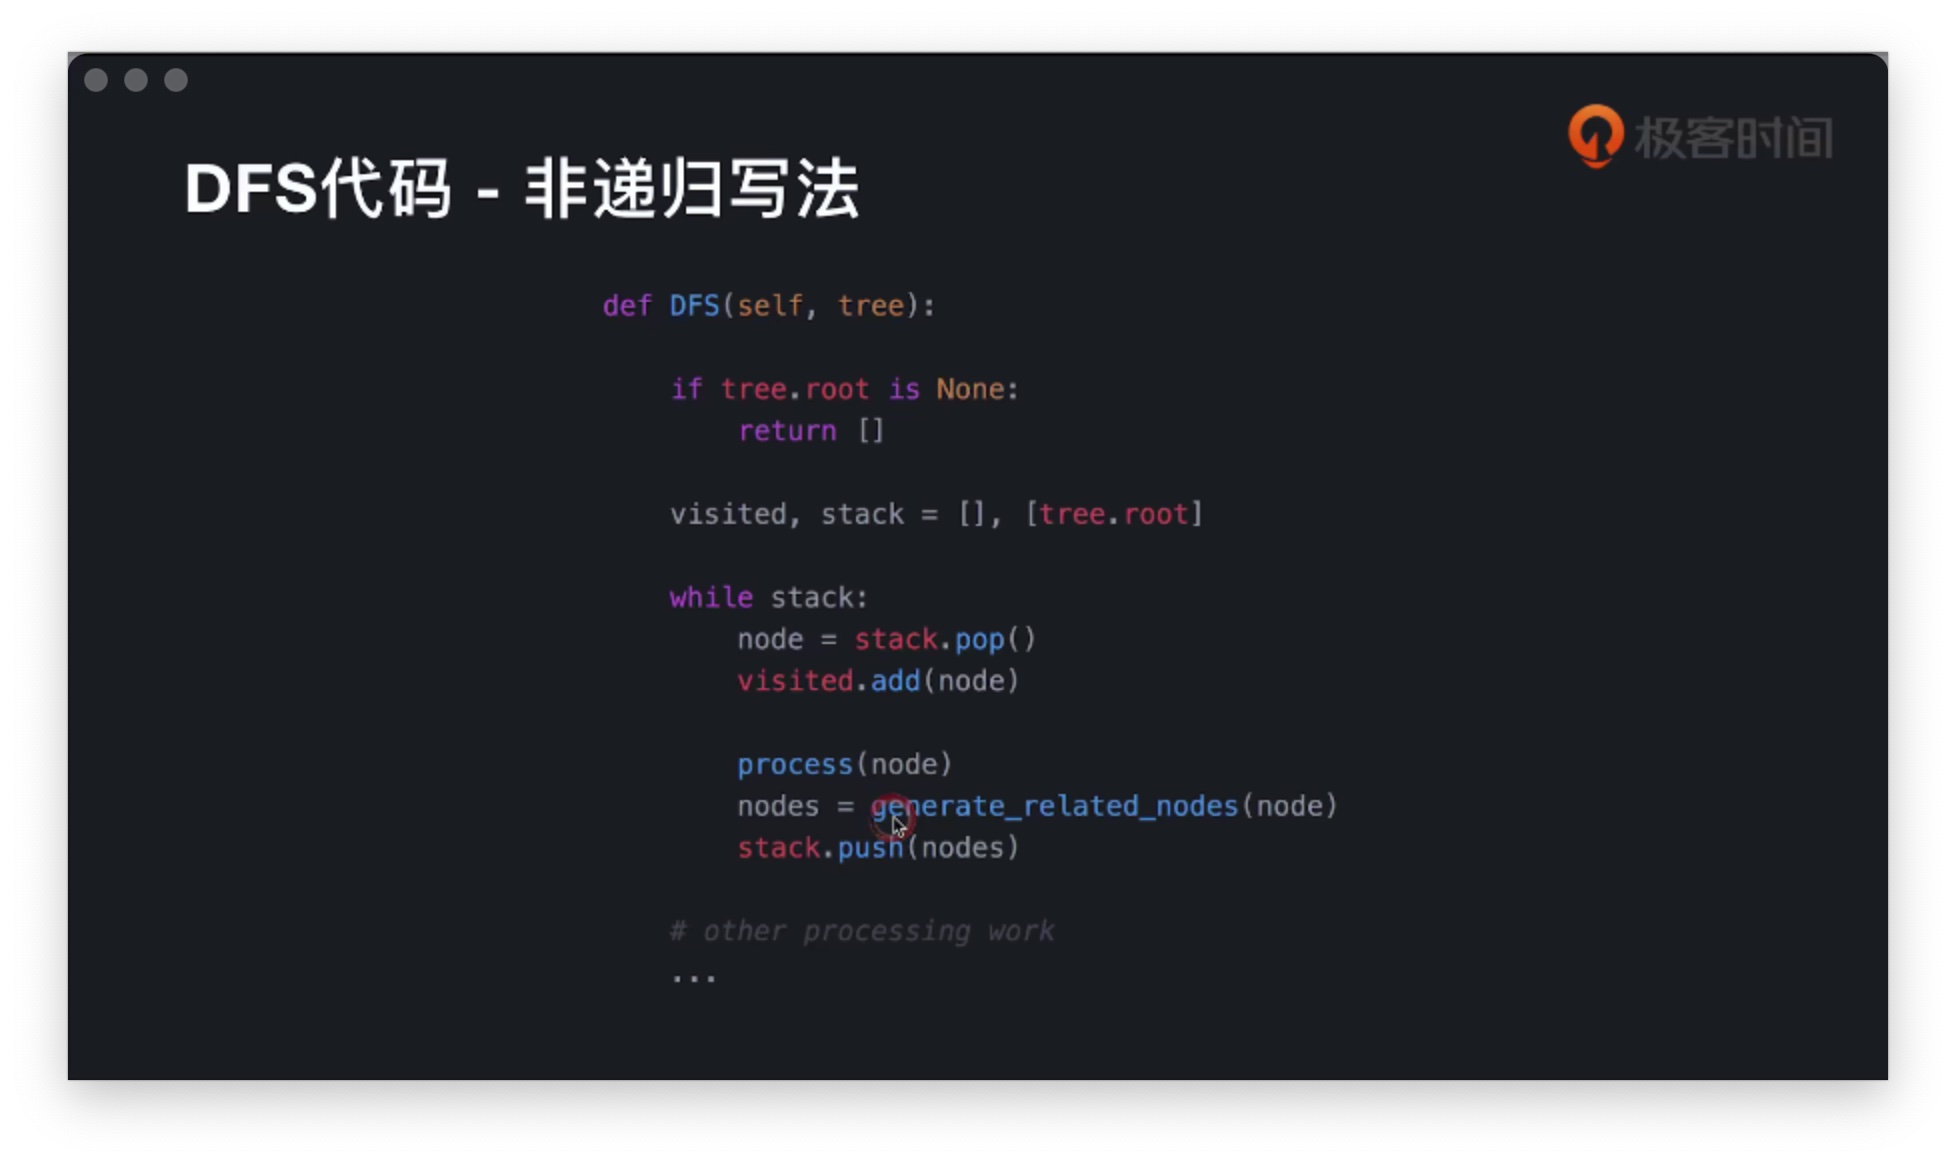 极客时间
DFS代码 - 非递归写法
def DFS(self, tree):
if tree.root is None:
return []
visited, stack = [], [tree.root]
while stack:
node = stack.pop()
visited.add(node)
process(node)
nodes = generate_related_nodes(node)
stack.push(nodes)
# other processing work
...